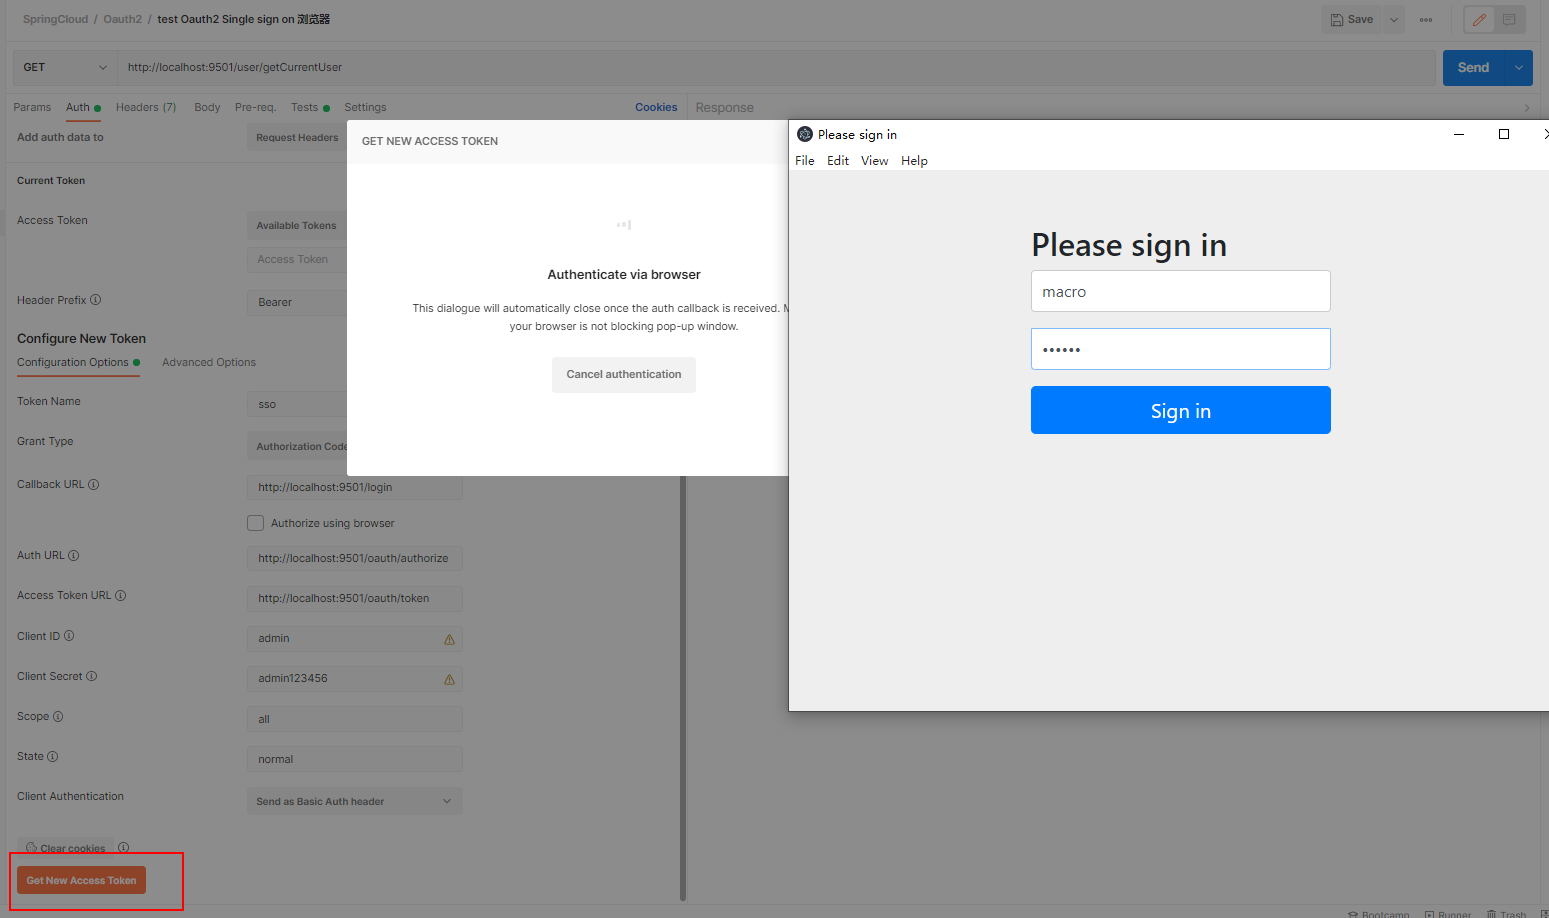 SpringCloud / Oauth2 / test Oauth2 Single sign on 浏览器
Save
GET
http://localhost:9501/user/getCurrentUser
Send
Params Auth Headers (7) Body Pre-req. Tests Settings Cookies
Response
Add auth data to
Request Headers
Current Token
Access Token
Available Tokens
Access Token
Header Prefix
Bearer
Configure New Token
Configuration Options Advanced Options
Token Name
sso
Grant Type
Authorization Code
Callback URL
http://localhost:9501/login
Authorize using browser
Auth URL
http://localhost:9501/oauth/authorize
Access Token URL
http://localhost:9501/oauth/token
Client ID
admin
Client Secret
admin123456
Scope
all
State
normal
Client Authentication
Send as Basic Auth header
Clear cookies
Get New Access Token
GET NEW ACCESS TOKEN
Authenticate via browser
This dialogue will automatically close once the auth callback is received.
your browser is not blocking pop-up window.
Cancel authentication
Please sign in
File Edit View Help
Please sign in
macro
••••••
Sign in
Bootcamp Runner Trash